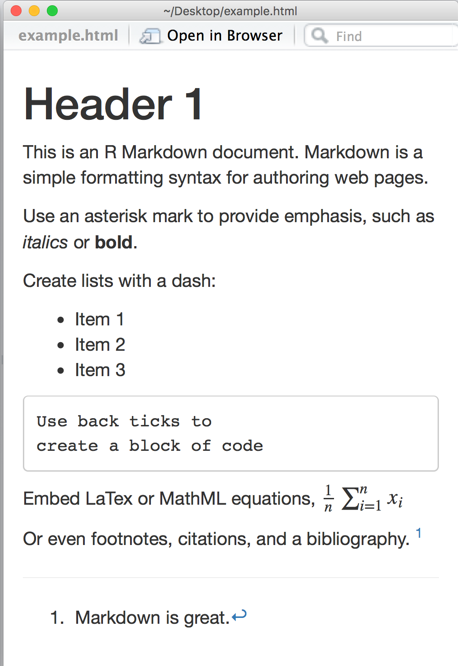 ~/Desktop/example.html
example.html Open in Browser Find
Header 1
This is an R Markdown document. Markdown is a
simple formatting syntax for authoring web pages.
Use an asterisk mark to provide emphasis, such as
italics or bold.
Create lists with a dash:
• Item 1
• Item 2
• Item 3
Use back ticks to
create a block of code
Embed LaTex or MathML equations, 1/n ∑ⁿᵢ₌₁ xᵢ
Or even footnotes, citations, and a bibliography. ¹
1. Markdown is great.↩